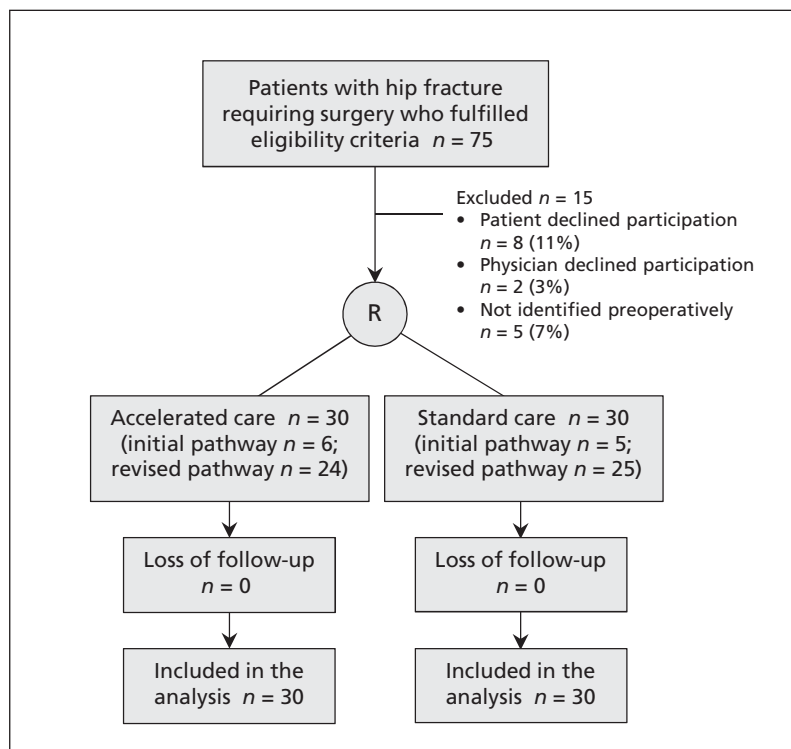 Patients with hip fracture
requiring surgery who fulfilled
eligibility criteria n = 75
Excluded n = 15
• Patient declined participation
n = 8 (11%)
• Physician declined participation
n = 2 (3%)
• Not identified preoperatively
n = 5 (7%)
R
Accelerated care n = 30
(initial pathway n = 6;
revised pathway n = 24)
Standard care n = 30
(initial pathway n = 5;
revised pathway n = 25)
Loss of follow-up
n = 0
Loss of follow-up
n = 0
Included in the
analysis n = 30
Included in the
analysis n = 30